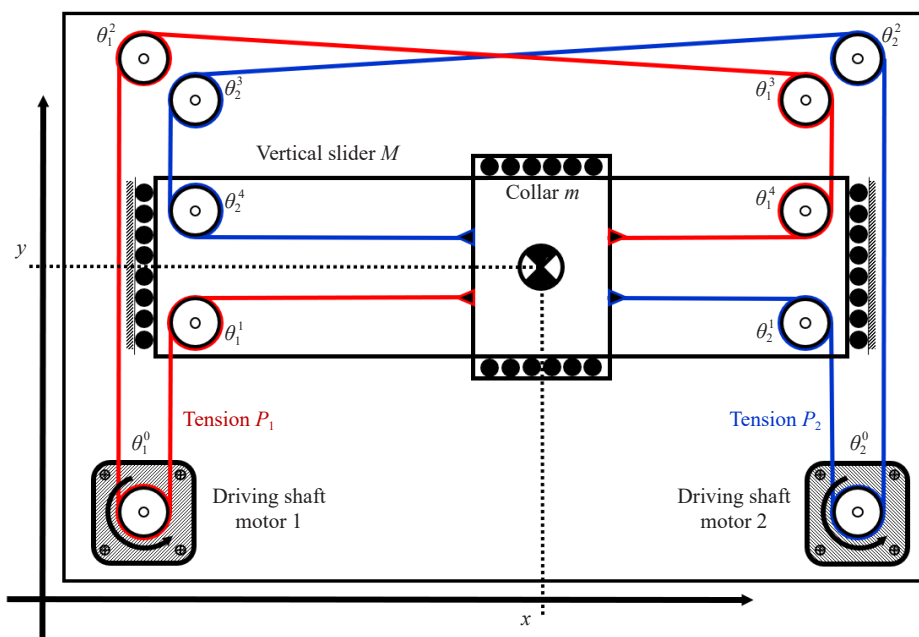 θ₁²
θ₂²
θ₂³
θ₁³
Vertical slider M
θ₂⁴
Collar m
θ₁⁴
y
θ₁¹
θ₂¹
Tension P₁
Tension P₂
θ₁⁰
θ₂⁰
Driving shaft
motor 1
Driving shaft
motor 2
x